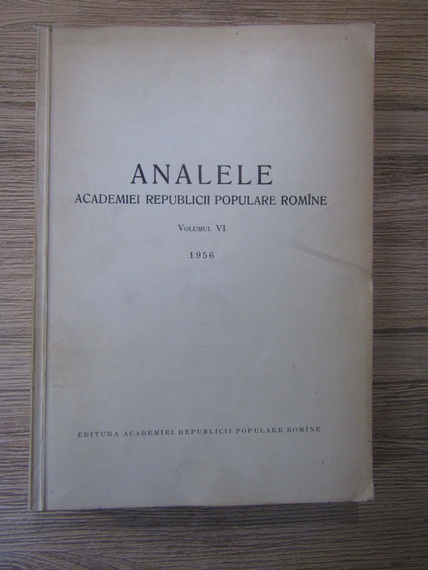 ANALELE
ACADEMIEI REPUBLICII POPULARE ROMÎNE
VOLUMUL VI
1956
EDITURA ACADEMIEI REPUBLICII POPULARE ROMÎNE